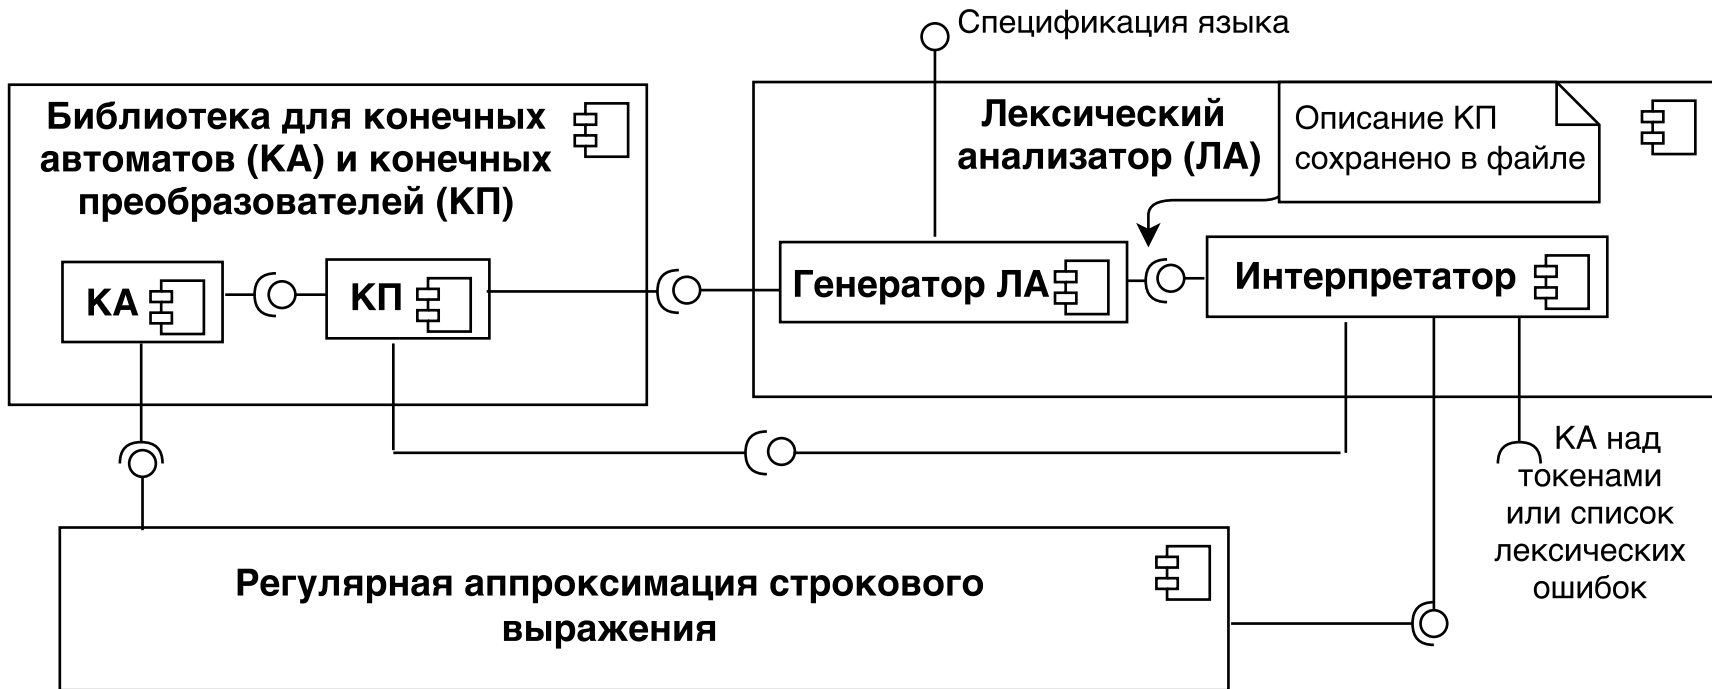 Спецификация языка
Библиотека для конечных
автоматов (КА) и конечных
преобразователей (КП)
Лексический
анализатор (ЛА)
Описание КП
сохранено в файле
КА
КП
Генератор ЛА
Интерпретатор
КА над
токенами
или список
лексических
ошибок
Регулярная аппроксимация строкового
выражения